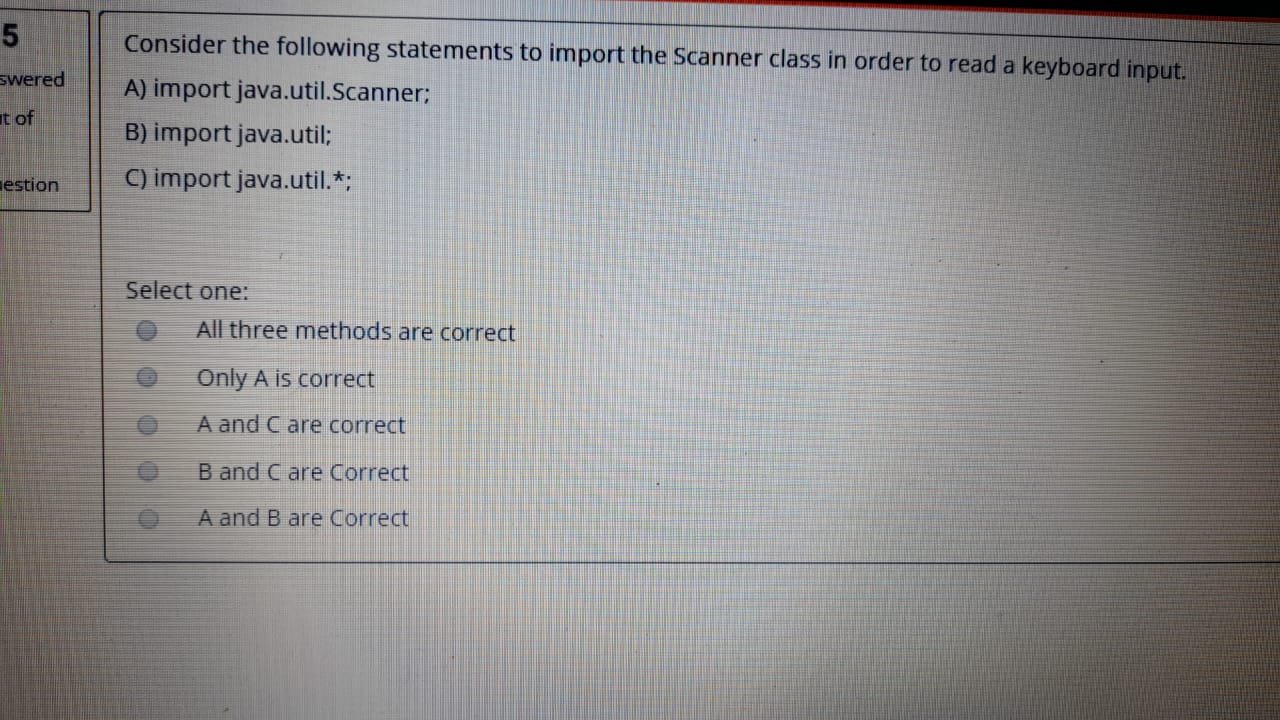 5
swered
t of
estion
Consider the following statements to import the Scanner class in order to read a keyboard input.
A) import java.util.Scanner;
B) import java.util;
C) import java.util.*;
Select one:
All three methods are correct
Only A is correct
A and C are correct
B and C are Correct
A and B are Correct